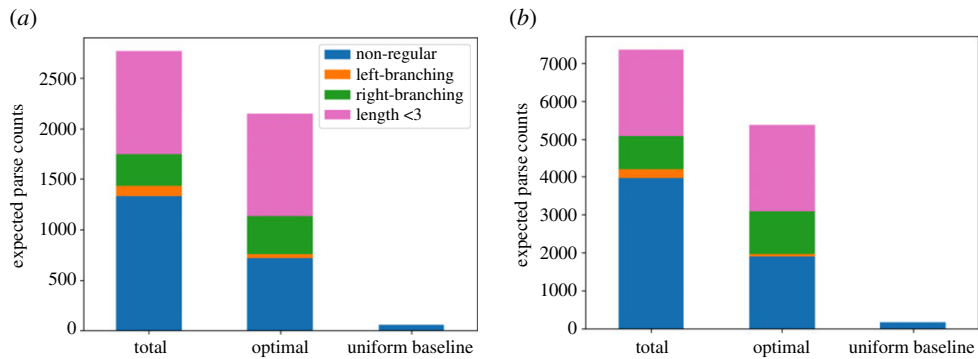 (a)
expected parse counts
2500
2000
1500
1000
500
0
non-regular
left-branching
right-branching
length <3
total optimal uniform baseline
(b)
expected parse counts
7000
6000
5000
4000
3000
2000
1000
0
total optimal uniform baseline